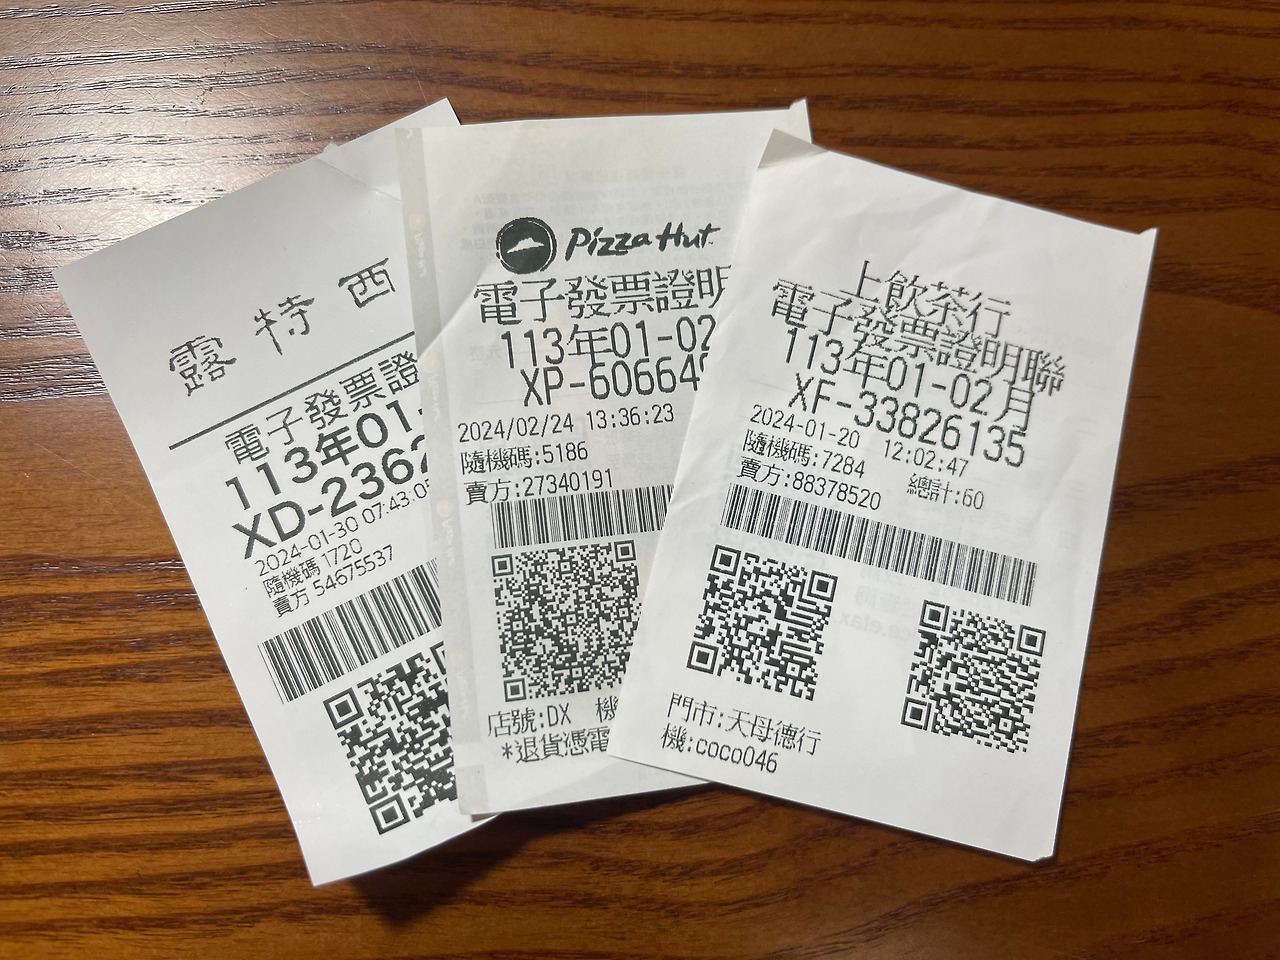 露特西
電子發票證
113年01-
XD-2362
2024-01-30 07:43:05
隨機碼 1720
賣方 54675537
Pizza Hut
電子發票證明
113年01-02
XP-60664
2024/02/24 13:36:23
隨機碼:5186
賣方:27340191
店號:DX 機
*退貨憑電
上飲茶行
電子發票證明聯
113年01-02月
XF-33826135
2024-01-20 12:02:47
隨機碼:7284 總計:60
賣方:88378520
門市:天母德行
機:coco046